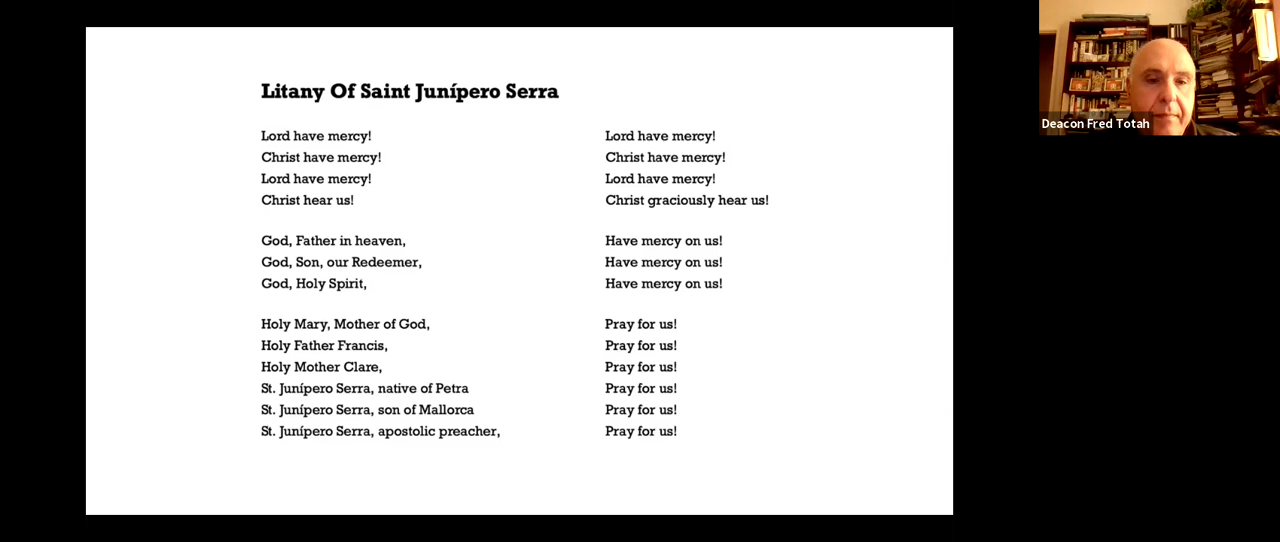 Litany Of Saint Junípero Serra
Lord have mercy! Lord have mercy!
Christ have mercy! Christ have mercy!
Lord have mercy! Lord have mercy!
Christ hear us! Christ graciously hear us!
God, Father in heaven, Have mercy on us!
God, Son, our Redeemer, Have mercy on us!
God, Holy Spirit, Have mercy on us!
Holy Mary, Mother of God, Pray for us!
Holy Father Francis, Pray for us!
Holy Mother Clare, Pray for us!
St. Junípero Serra, native of Petra Pray for us!
St. Junípero Serra, son of Mallorca Pray for us!
St. Junípero Serra, apostolic preacher, Pray for us!
Deacon Fred Totah